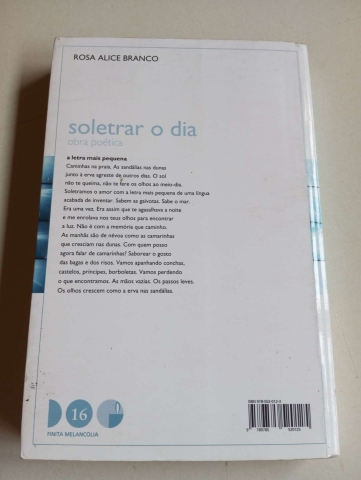 ROSA ALICE BRANCO
soletrar o dia
obra poética
a letra mais pequena
Caminhas na praia. As sandálias nas dunas
junto à erva agreste de outros dias. O sol
não te queima, não te fere os olhos ao meio-dia.
Soletramos o amor com a letra mais pequena de uma língua
acabada de inventar. Sabem as gaivotas. Sabe o mar.
Era uma vez. Era assim que te agasalhava a noite
e me enrolava nos teus olhos para encontrar
a luz. Não é com a memória que caminho.
As manhãs são de névoa como as camarinhas
que cresciam nas dunas. Com quem posso
agora falar de camarinhas? Saborear o gosto
das bagas e dos risos. Vamos apanhando conchas,
castelos, príncipes, borboletas. Vamos perdendo
o que encontramos. As mãos vazias. Os passos leves.
Os olhos crescem como a erva nas sandálias.
16
FINITA MELANCOLIA